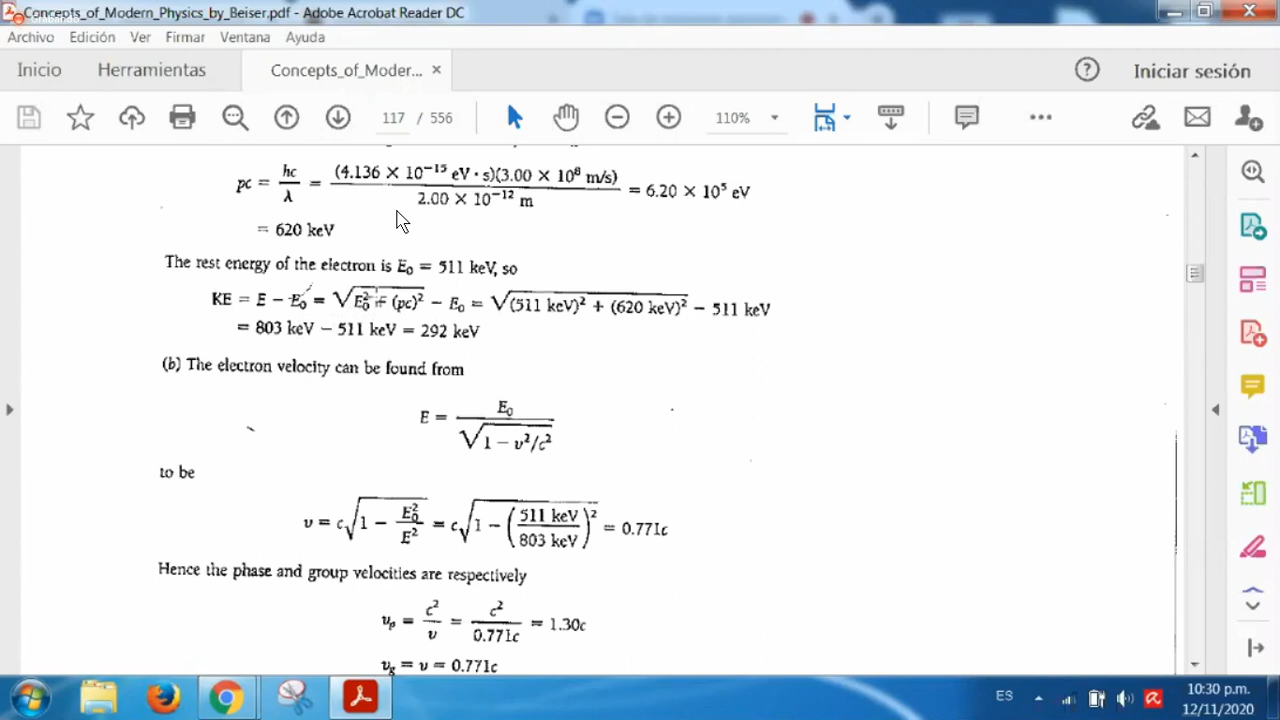 Concepts_of_Modern_Physics_by_Beiser.pdf - Adobe Acrobat Reader DC
Archivo Edición Ver Firmar Ventana Ayuda
Inicio Herramientas Concepts_of_Moder... ×
117 / 556 110%
Iniciar sesión
pc = hc/λ = (4.136 × 10⁻¹⁵ eV · s)(3.00 × 10⁸ m/s) / 2.00 × 10⁻¹² m = 6.20 × 10⁵ eV
= 620 keV
The rest energy of the electron is E₀ = 511 keV, so
KE = E − E₀ = √(E₀² + (pc)²) − E₀ = √((511 keV)² + (620 keV)²) − 511 keV
= 803 keV − 511 keV = 292 keV
(b) The electron velocity can be found from
E = E₀ / √(1 − v²/c²)
to be
v = c√(1 − E₀²/E²) = c√(1 − (511 keV/803 keV)²) = 0.771c
Hence the phase and group velocities are respectively
vₚ = c²/v = c²/0.771c = 1.30c
v_g = v = 0.771c
ES 10:30 p.m.
12/11/2020